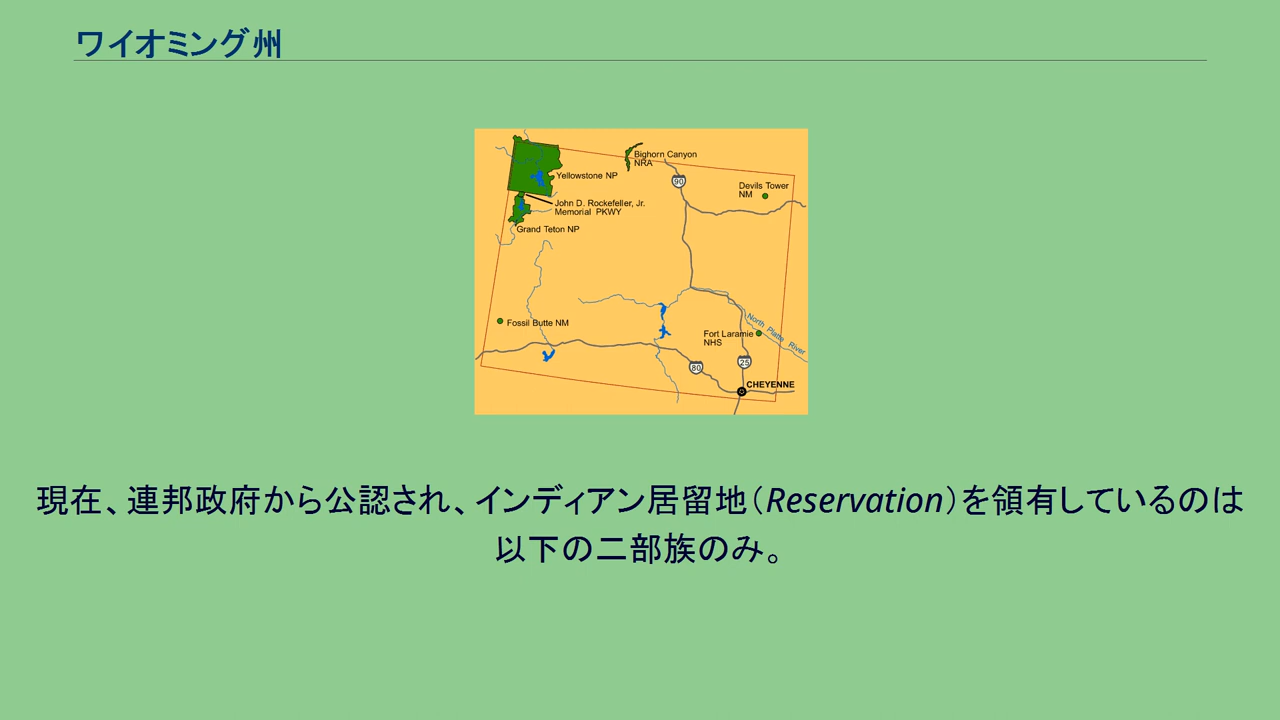 ワイオミング州
Bighorn Canyon
NRA
90
Yellowstone NP
Devils Tower
NM
John D. Rockefeller, Jr.
Memorial PKWY
Grand Teton NP
Fossil Butte NM
North Platte River
Fort Laramie
NHS
80
25
CHEYENNE
現在、連邦政府から公認され、インディアン居留地（Reservation）を領有しているのは
以下の二部族のみ。